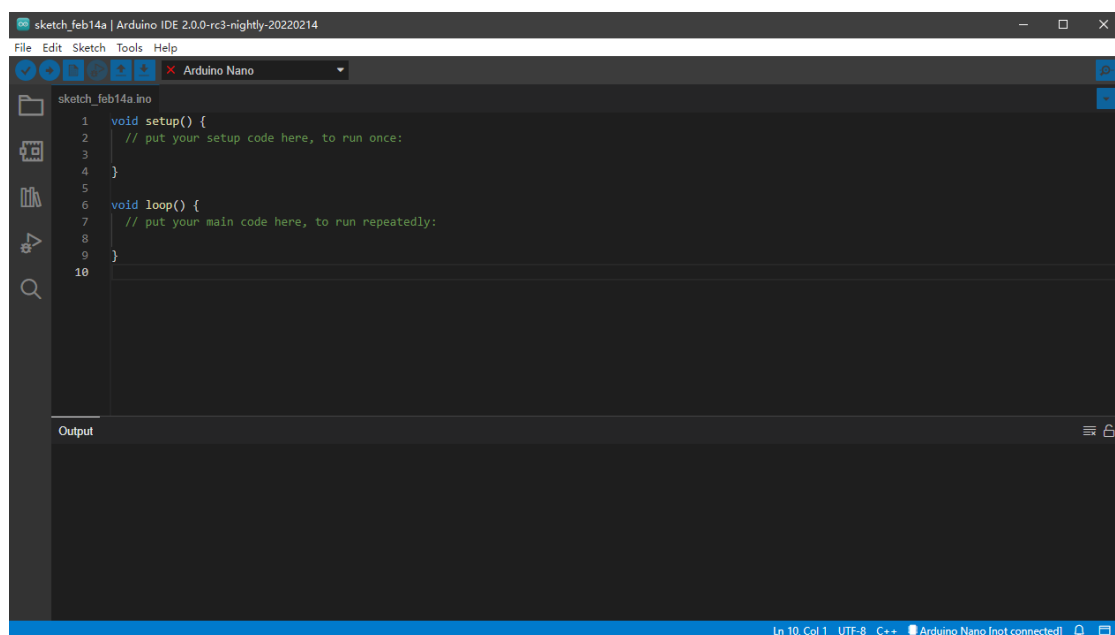 sketch_feb14a | Arduino IDE 2.0.0-rc3-nightly-20220214
File Edit Sketch Tools Help
Arduino Nano
sketch_feb14a.ino
1 void setup() {
2 // put your setup code here, to run once:
3
4 }
5
6 void loop() {
7 // put your main code here, to run repeatedly:
8
9 }
10
Output
Ln 10, Col 1 UTF-8 C++ Arduino Nano [not connected]